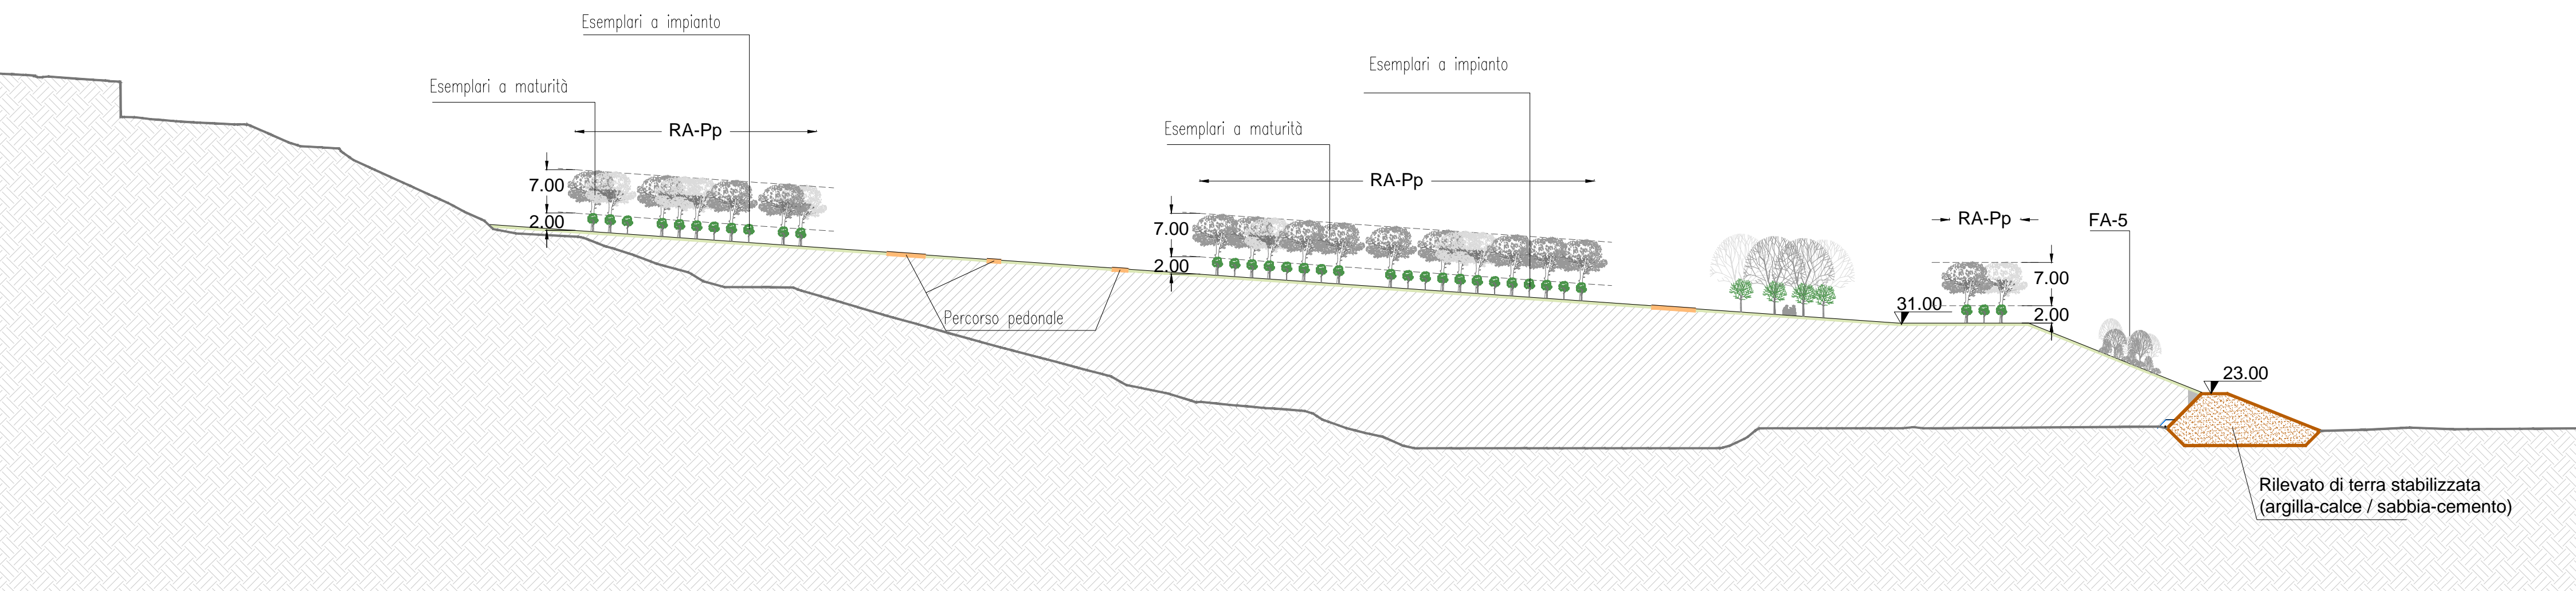 Esemplari a impianto
Esemplari a maturità
RA-Pp
7.00
2.00
Percorso pedonale
Esemplari a impianto
Esemplari a maturità
RA-Pp
7.00
2.00
31.00
RA-Pp
7.00
2.00
FA-5
23.00
Rilevato di terra stabilizzata
(argilla-calce / sabbia-cemento)